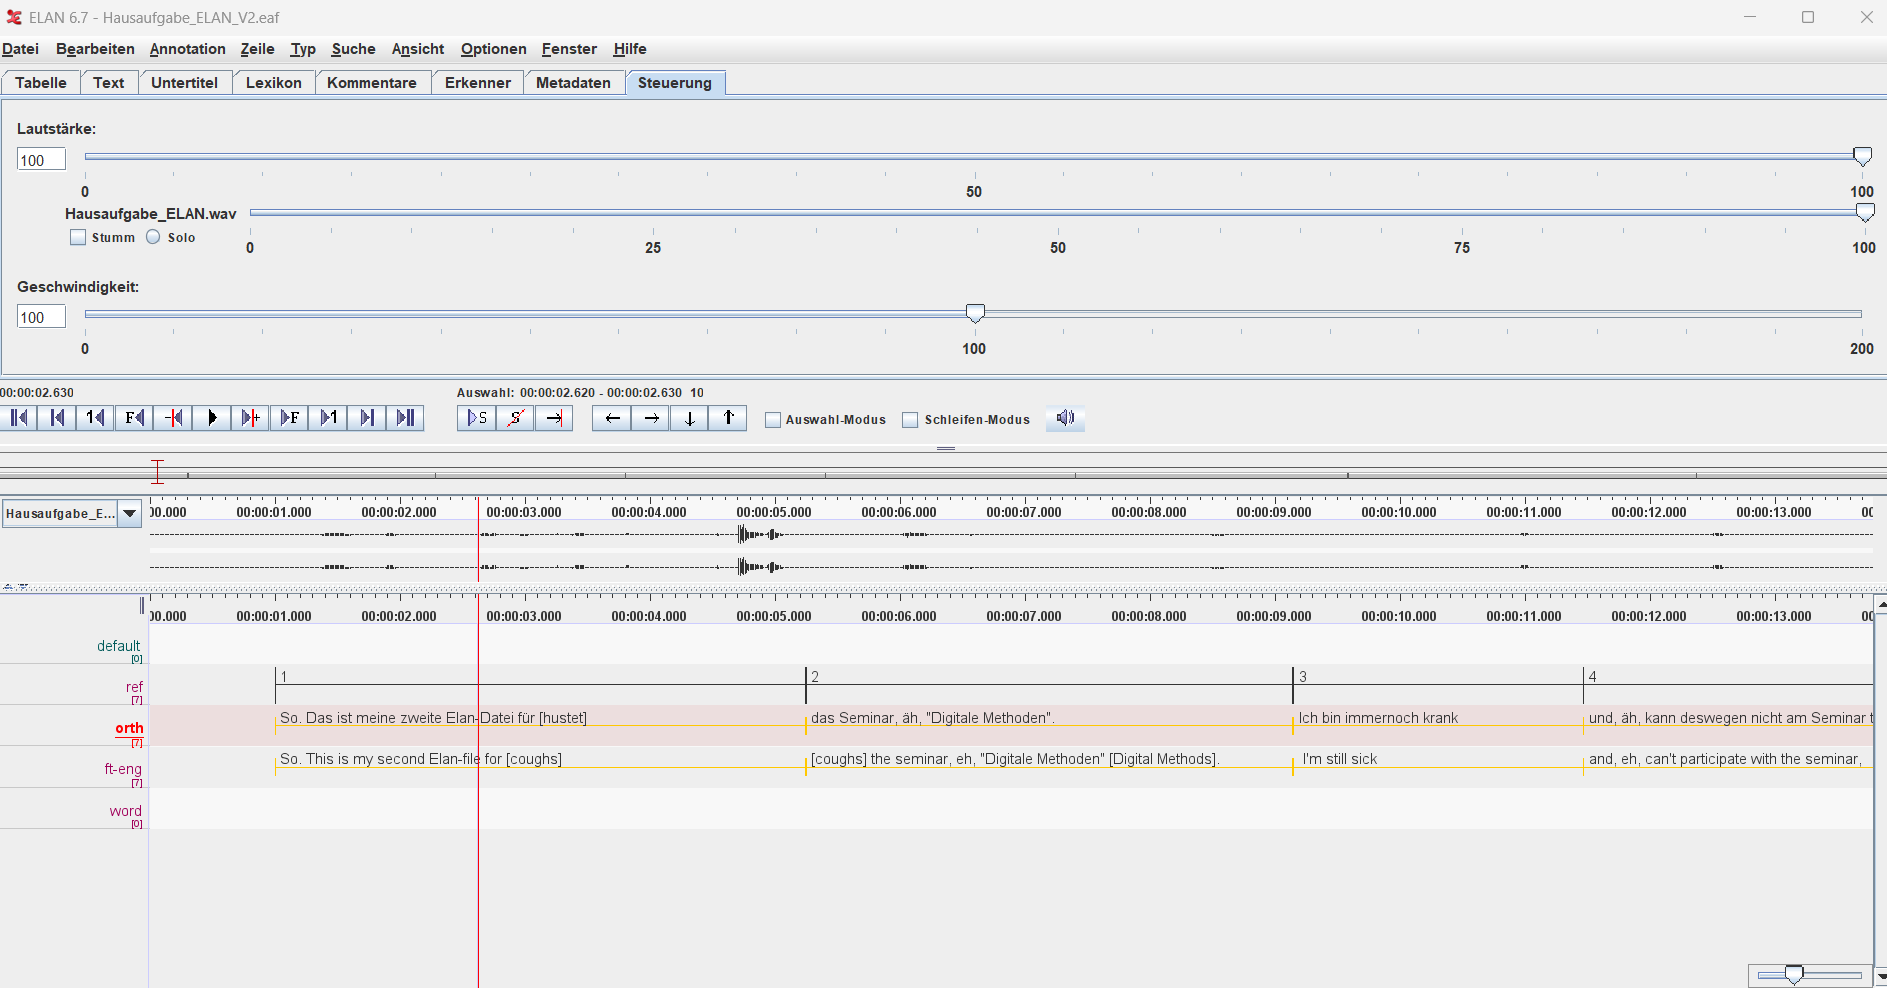 ELAN 6.7 - Hausaufgabe_ELAN_V2.eaf
Datei Bearbeiten Annotation Zeile Typ Suche Ansicht Optionen Fenster Hilfe
Tabelle Text Untertitel Lexikon Kommentare Erkenner Metadaten Steuerung
Lautstärke:
100
0 50 100
Hausaufgabe_ELAN.wav
Stumm Solo
0 25 50 75 100
Geschwindigkeit:
100
0 100 200
00:00:02.630 Auswahl: 00:00:02.620 - 00:00:02.630 10
1 F F 1 S S Auswahl-Modus Schleifen-Modus
Hausaufgabe_E... 00.000 00:00:01.000 00:00:02.000 00:00:03.000 00:00:04.000 00:00:05.000 00:00:06.000 00:00:07.000 00:00:08.000 00:00:09.000 00:00:10.000 00:00:11.000 00:00:12.000 00:00:13.000 00
00.000 00:00:01.000 00:00:02.000 00:00:03.000 00:00:04.000 00:00:05.000 00:00:06.000 00:00:07.000 00:00:08.000 00:00:09.000 00:00:10.000 00:00:11.000 00:00:12.000 00:00:13.000 00
default
[0]
ref 1 2 3 4
[7]
orth So. Das ist meine zweite Elan-Datei für [hustet] das Seminar, äh, "Digitale Methoden". Ich bin immernoch krank und, äh, kann deswegen nicht am Seminar t
[7]
ft-eng So. This is my second Elan-file for [coughs] [coughs] the seminar, eh, "Digitale Methoden" [Digital Methods]. I'm still sick and, eh, can't participate with the seminar,
[7]
word
[0]